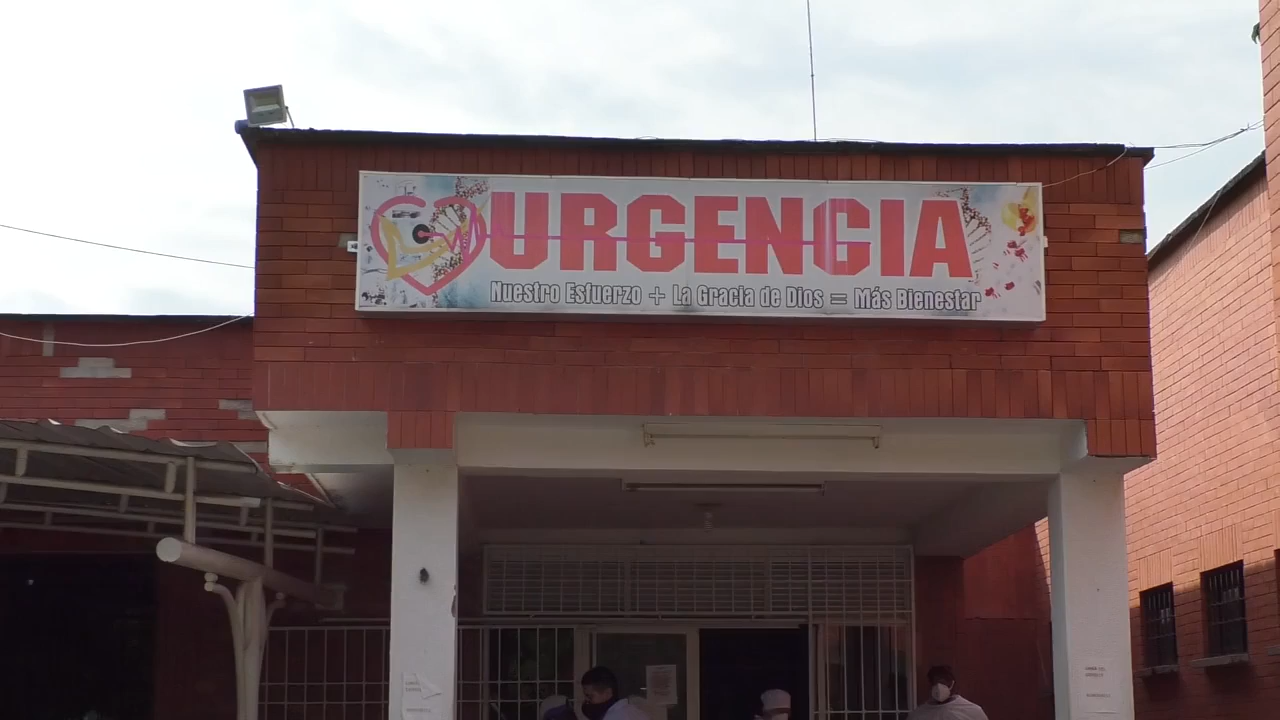 URGENCIA
Nuestro Esfuerzo + La Gracia de Dios = Más Bienestar